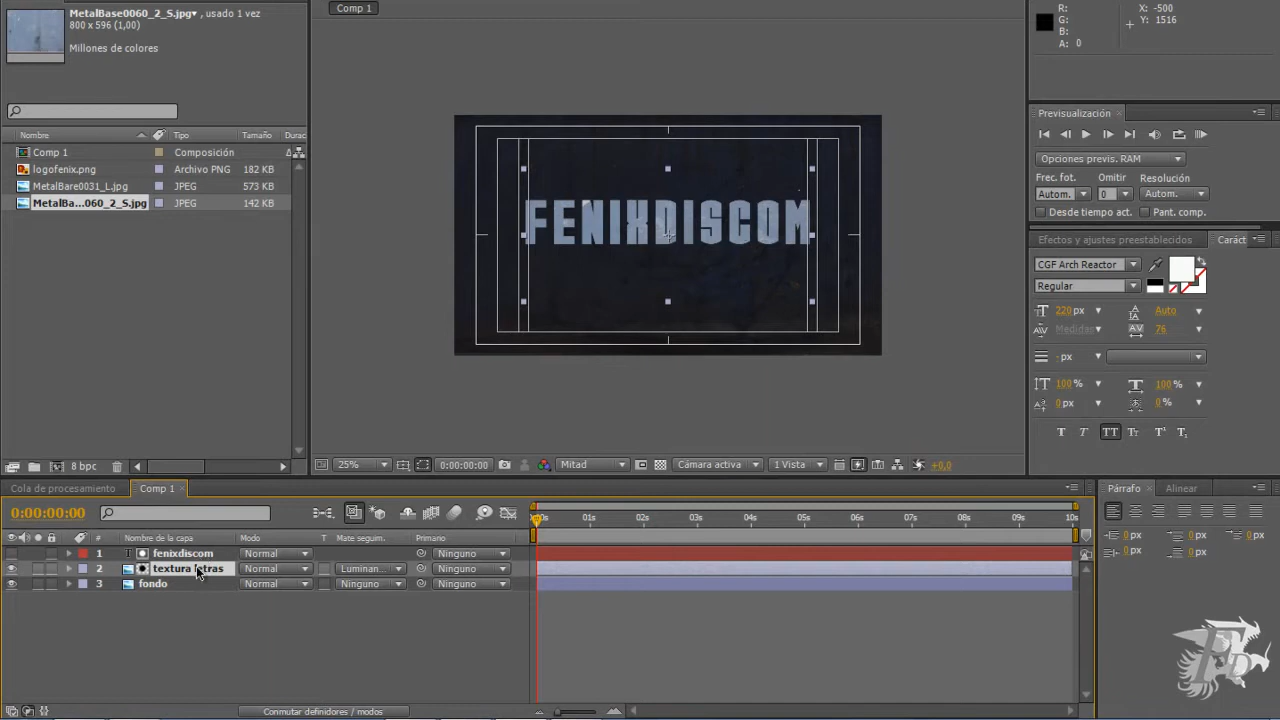 MetalBase0060_2_S.jpg▾ , usado 1 vez
800 x 596 (1,00)
Millones de colores
Nombre Tipo Tamaño Durac
Comp 1 Composición
logofenix.png Archivo PNG 182 KB
MetalBare0031_L.jpg JPEG 573 KB
MetalBa...060_2_S.jpg JPEG 142 KB
8 bpc
Comp 1
FENIXDISCOM
25% 0:00:00:00 Mitad Cámara activa 1 Vista +0,0
R:
G:
B:
A: 0
X: -500
Y: 1516
Previsualización
Opciones previs. RAM
Frec. fot. Omitir Resolución
Autom. 0 Autom.
Desde tiempo act. Pant. comp.
Efectos y ajustes preestablecidos Caráct
CGF Arch Reactor
Regular
220 px Auto
Medidas 76
- px
100 % 100 %
0 px 0 %
T T TT Tт T¹ T,
Cola de procesamiento Comp 1
0:00:00:00
# Nombre de la capa Modo T Mate seguim. Primario
1 T fenixdiscom Normal Ninguno
2 textura letras Normal Luminan... Ninguno
3 fondo Normal Ninguno Ninguno
00s 01s 02s 03s 04s 05s 06s 07s 08s 09s 10s
Conmutar definidores / modos
Párrafo Alinear
0 px 0 px 0 px
0 px 0 px